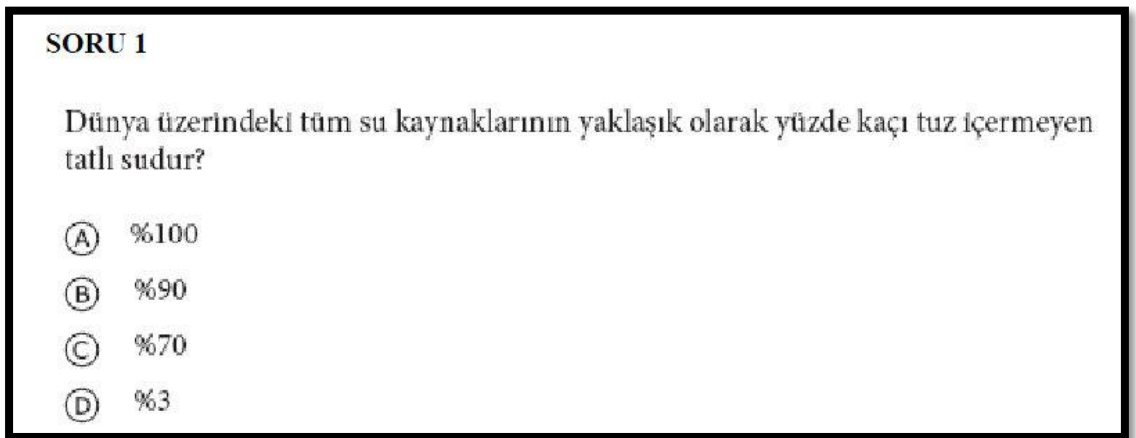 SORU 1
Dünya üzerindeki tüm su kaynaklarının yaklaşık olarak yüzde kaçı tuz içermeyen
tatlı sudur?
A %100
B %90
C %70
D %3